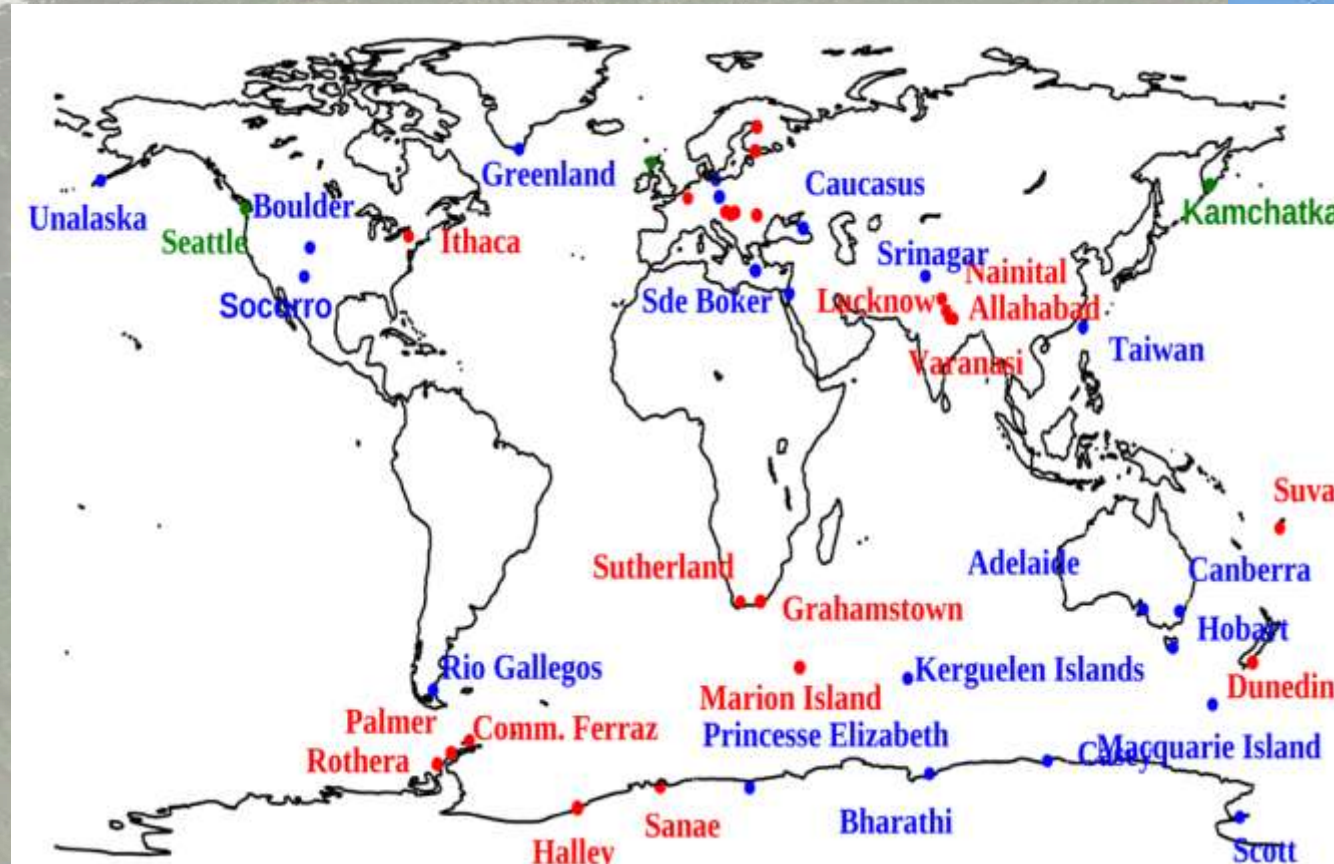 Greenland
Caucasus
Unalaska
Boulder
Kamchatka
Seattle
Ithaca
Srinagar
Nainital
Socorro
Sde Boker
Lucknow
Allahabad
Taiwan
Varanasi
Suva
Sutherland
Adelaide
Canberra
Grahamstown
Hobart
Rio Gallegos
Kerguelen Islands
Marion Island
Dunedin
Palmer
Comm. Ferraz
Princesse Elizabeth
Casey
Macquarie Island
Rothera
Sanae
Bharathi
Halley
Scott